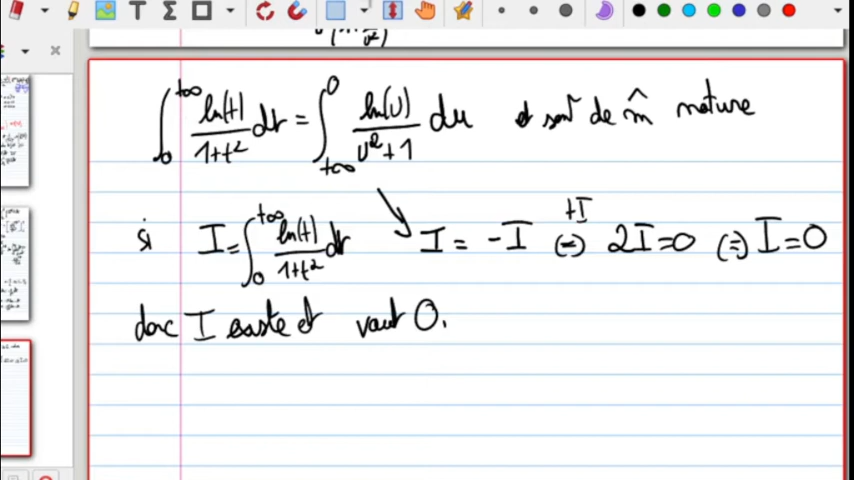 ∫₀^{+∞} ln(t)/(1+t²) dt = ∫_{+∞}^0 ln(u)/(u²+1) du et sont de m̂ nature
si I = ∫₀^{+∞} ln(t)/(1+t²) dt ↘ I = -I ⇔ (+I) 2I=0 ⇔ I=0
donc I existe et vaut 0.